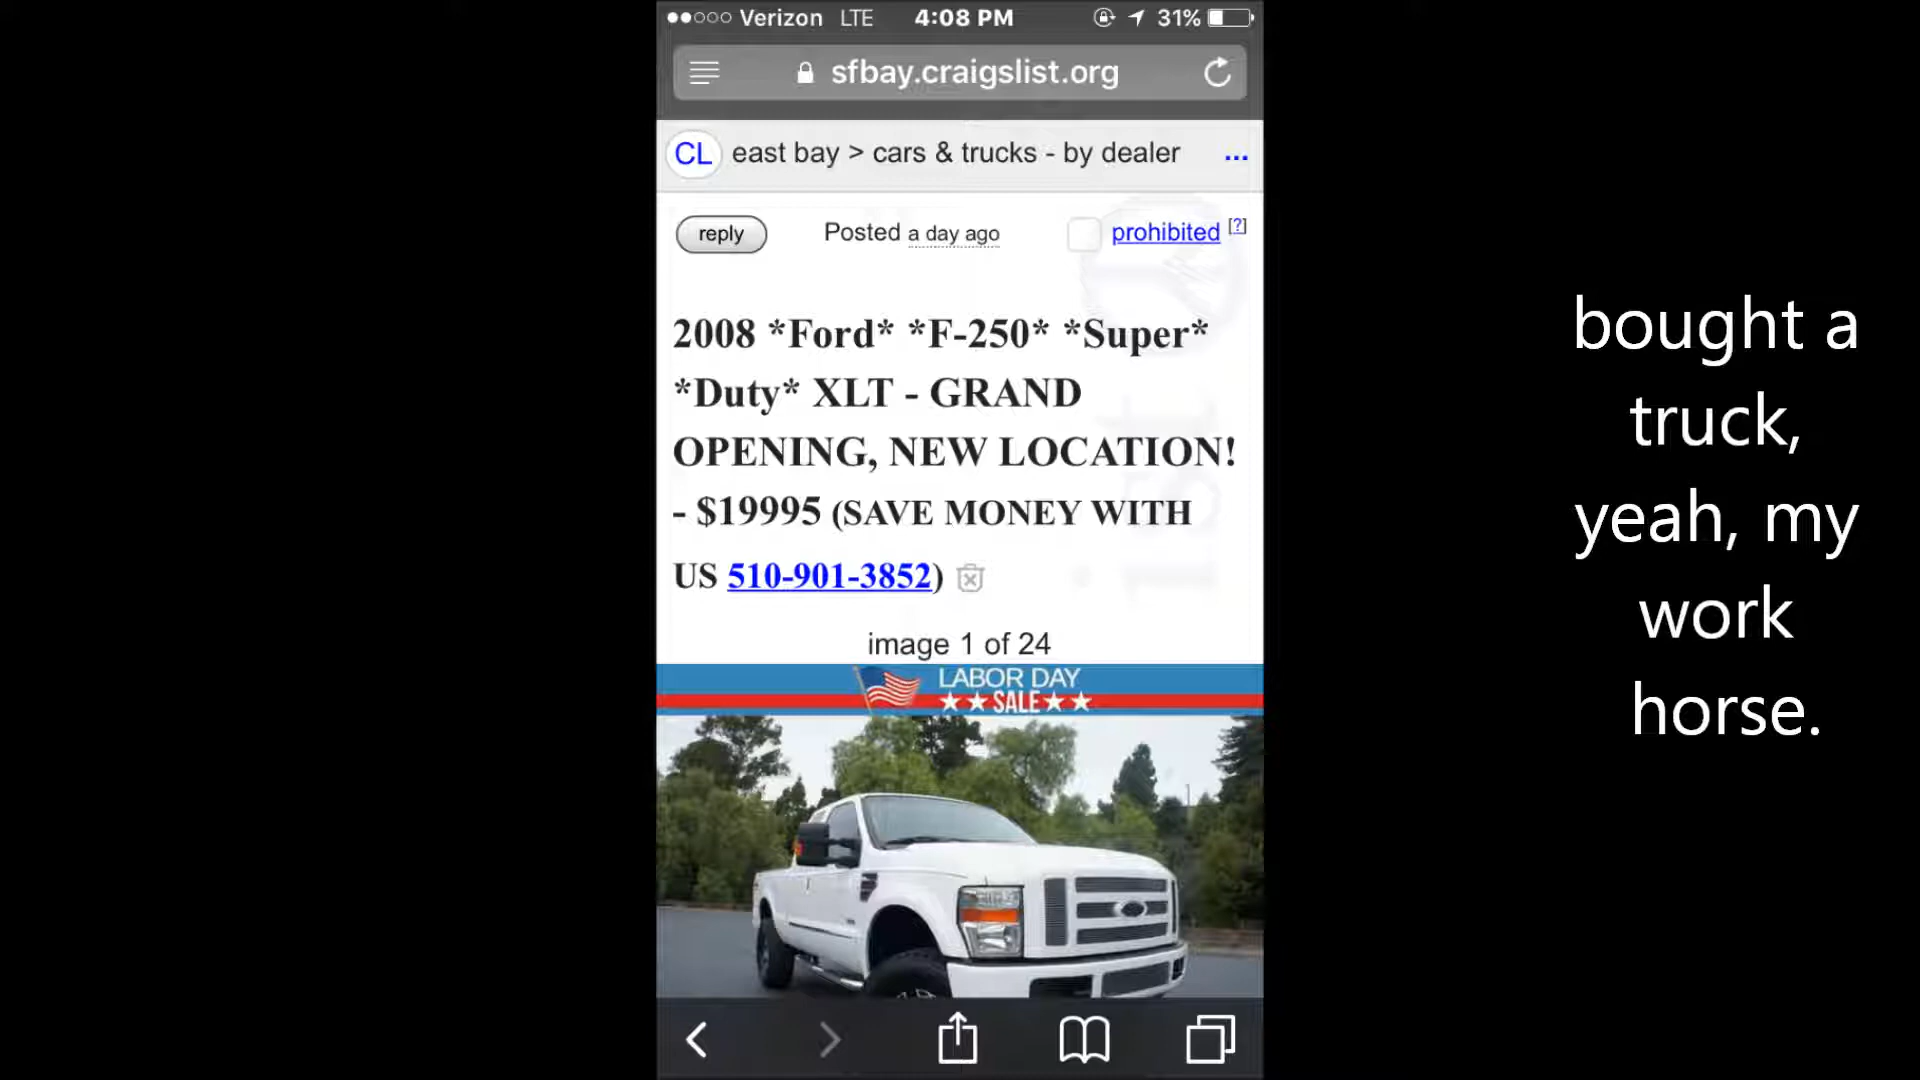 Verizon LTE 4:08 PM 31%
sfbay.craigslist.org
CL east bay > cars & trucks - by dealer ...
reply Posted a day ago prohibited [?]
2008 *Ford* *F-250* *Super*
*Duty* XLT - GRAND
OPENING, NEW LOCATION!
- $19995 (SAVE MONEY WITH
US 510-901-3852)
image 1 of 24
LABOR DAY
★★SALE★★
bought a
truck,
yeah, my
work
horse.